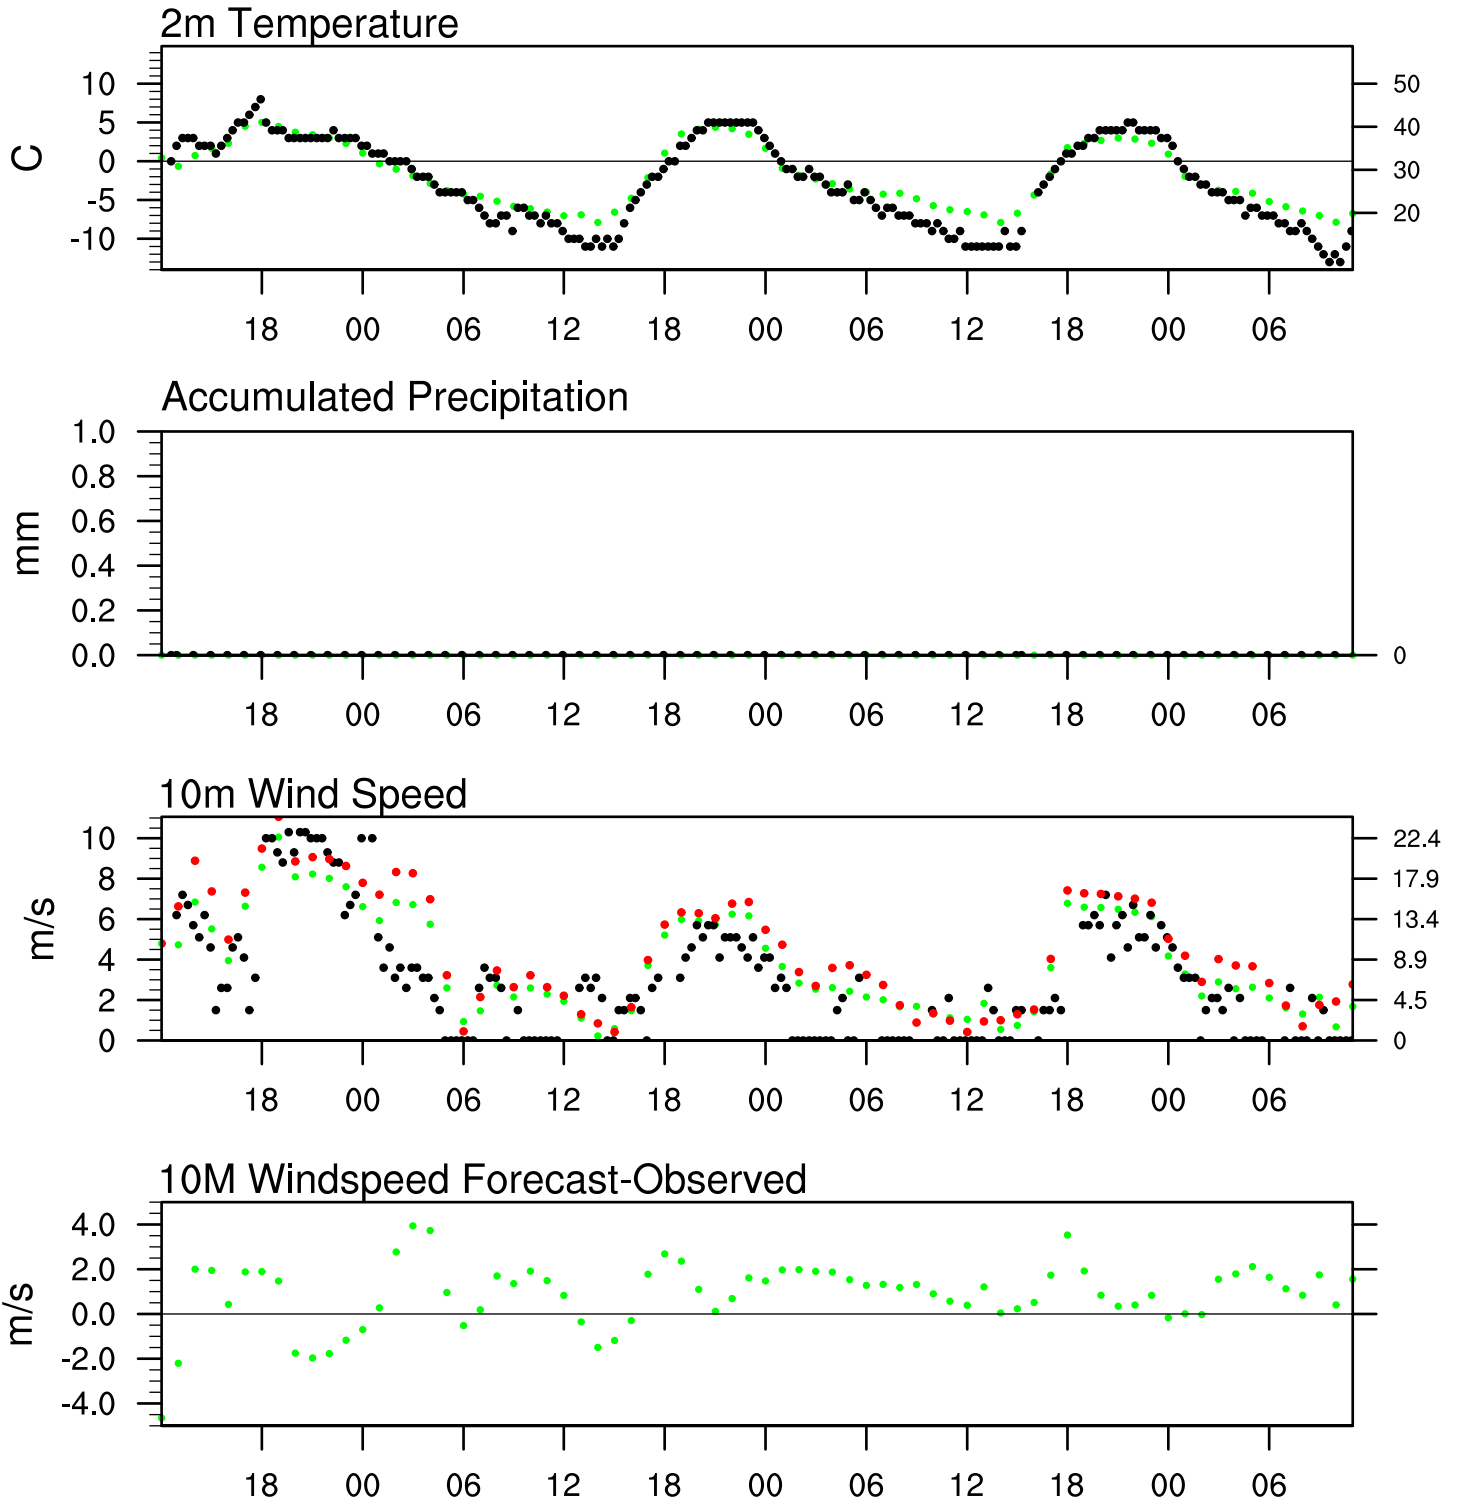 2m Temperature
C
10
5
0
-5
-10
50
40
30
20
18 00 06 12 18 00 06 12 18 00 06
Accumulated Precipitation
mm
1.0
0.8
0.6
0.4
0.2
0.0
0
18 00 06 12 18 00 06 12 18 00 06
10m Wind Speed
m/s
10
8
6
4
2
0
22.4
17.9
13.4
8.9
4.5
0
18 00 06 12 18 00 06 12 18 00 06
10M Windspeed Forecast-Observed
m/s
4.0
2.0
0.0
-2.0
-4.0
18 00 06 12 18 00 06 12 18 00 06